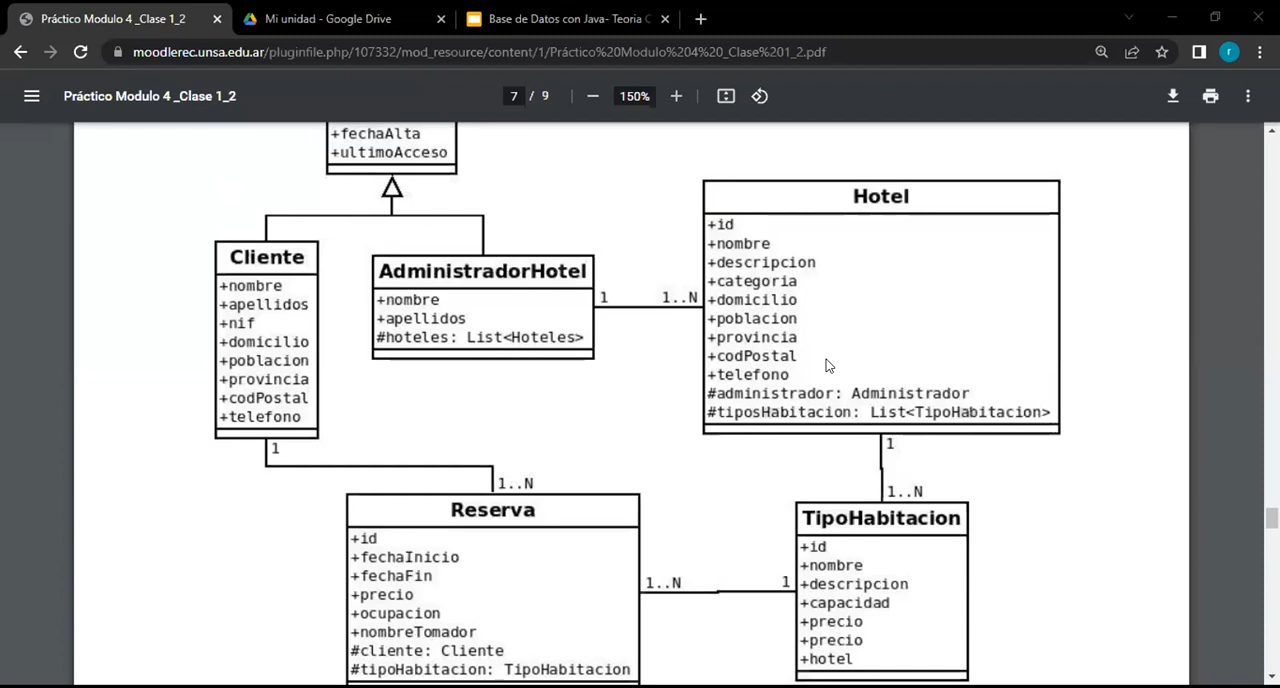 Práctico Modulo 4 _Clase 1_2
Mi unidad - Google Drive
Base de Datos con Java- Teoria C
moodlerec.unsa.edu.ar/pluginfile.php/107332/mod_resource/content/1/Práctico%20Modulo%204%20_Clase%201_2.pdf
r
Práctico Modulo 4 _Clase 1_2
7 / 9
150%
+fechaAlta
+ultimoAcceso
Hotel
+id
+nombre
+descripcion
+categoria
+domicilio
+poblacion
+provincia
+codPostal
+telefono
#administrador: Administrador
#tiposHabitacion: List<TipoHabitacion>
Cliente
+nombre
+apellidos
+nif
+domicilio
+poblacion
+provincia
+codPostal
+telefono
AdministradorHotel
+nombre
+apellidos
#hoteles: List<Hoteles>
1
1..N
1
1..N
1
1..N
Reserva
+id
+fechaInicio
+fechaFin
+precio
+ocupacion
+nombreTomador
#cliente: Cliente
#tipoHabitacion: TipoHabitacion
1..N
1
TipoHabitacion
+id
+nombre
+descripcion
+capacidad
+precio
+precio
+hotel